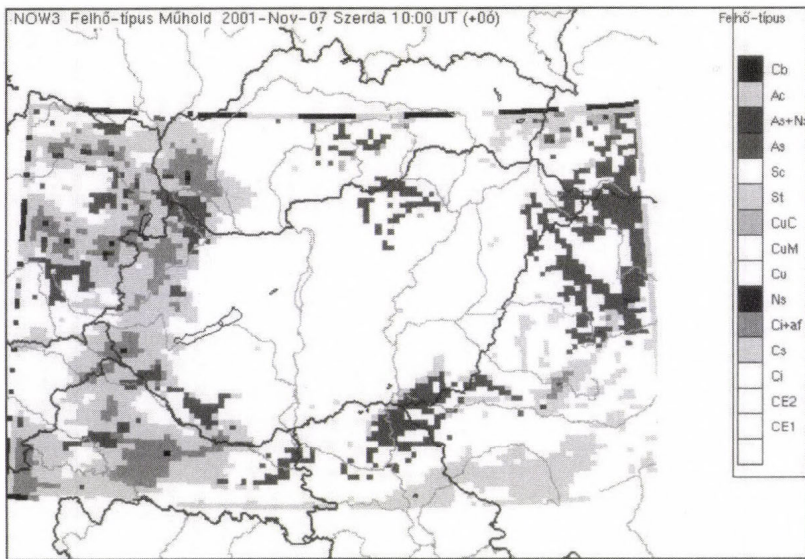 NOW3 Felhő-típus Műhold 2001-Nov-07 Szerda 10:00 UT (+06)
Felhő-típus
Cb
Ac
As+Ns
As
Sc
St
CuC
CuM
Cu
Ns
Ci+af
Cs
Ci
CE2
CE1